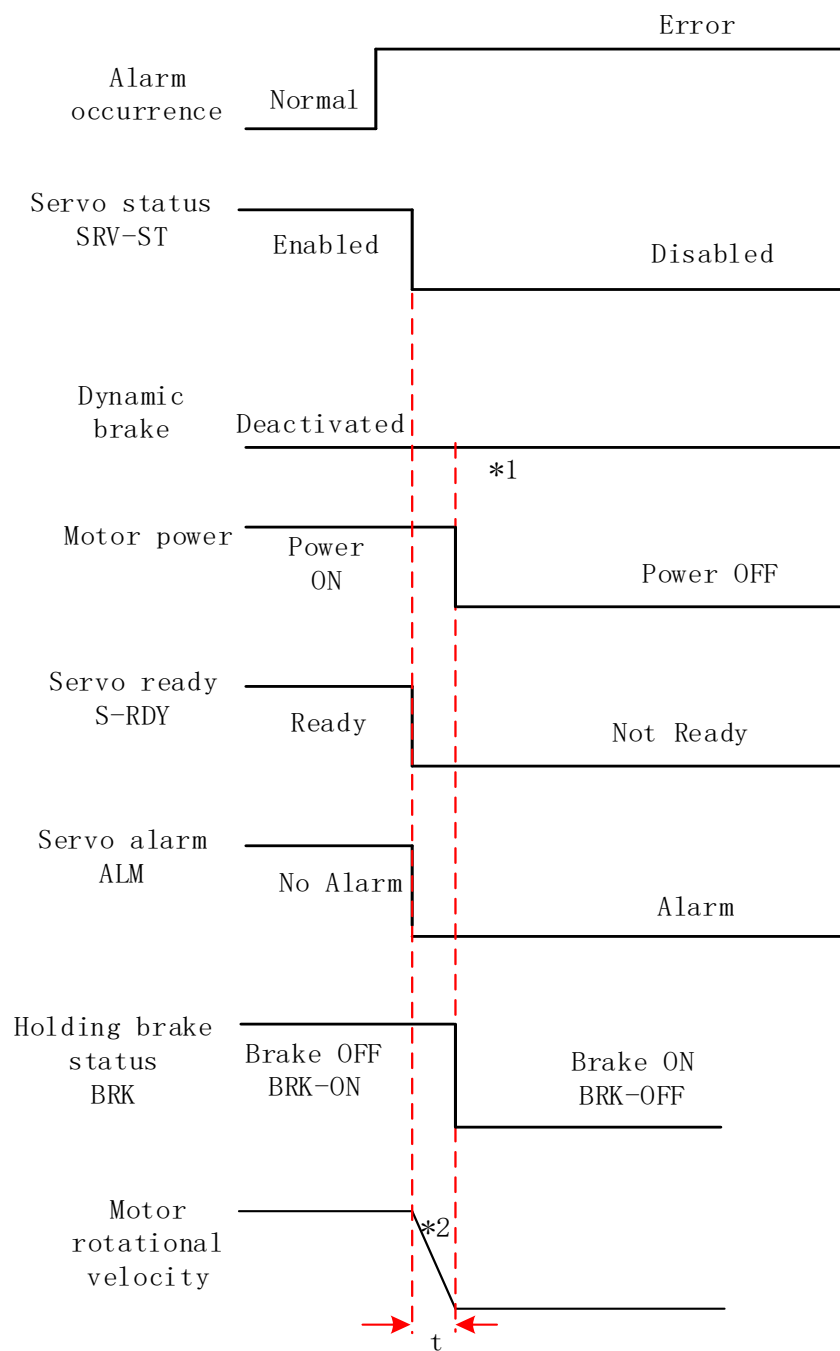 Error
Alarm
occurrence
Normal
Servo status
SRV-ST
Enabled
Disabled
Dynamic
brake
Deactivated
*1
Motor power
Power
ON
Power OFF
Servo ready
S-RDY
Ready
Not Ready
Servo alarm
ALM
No Alarm
Alarm
Holding brake
status
BRK
Brake OFF
BRK-ON
Brake ON
BRK-OFF
Motor
rotational
velocity
*2
t